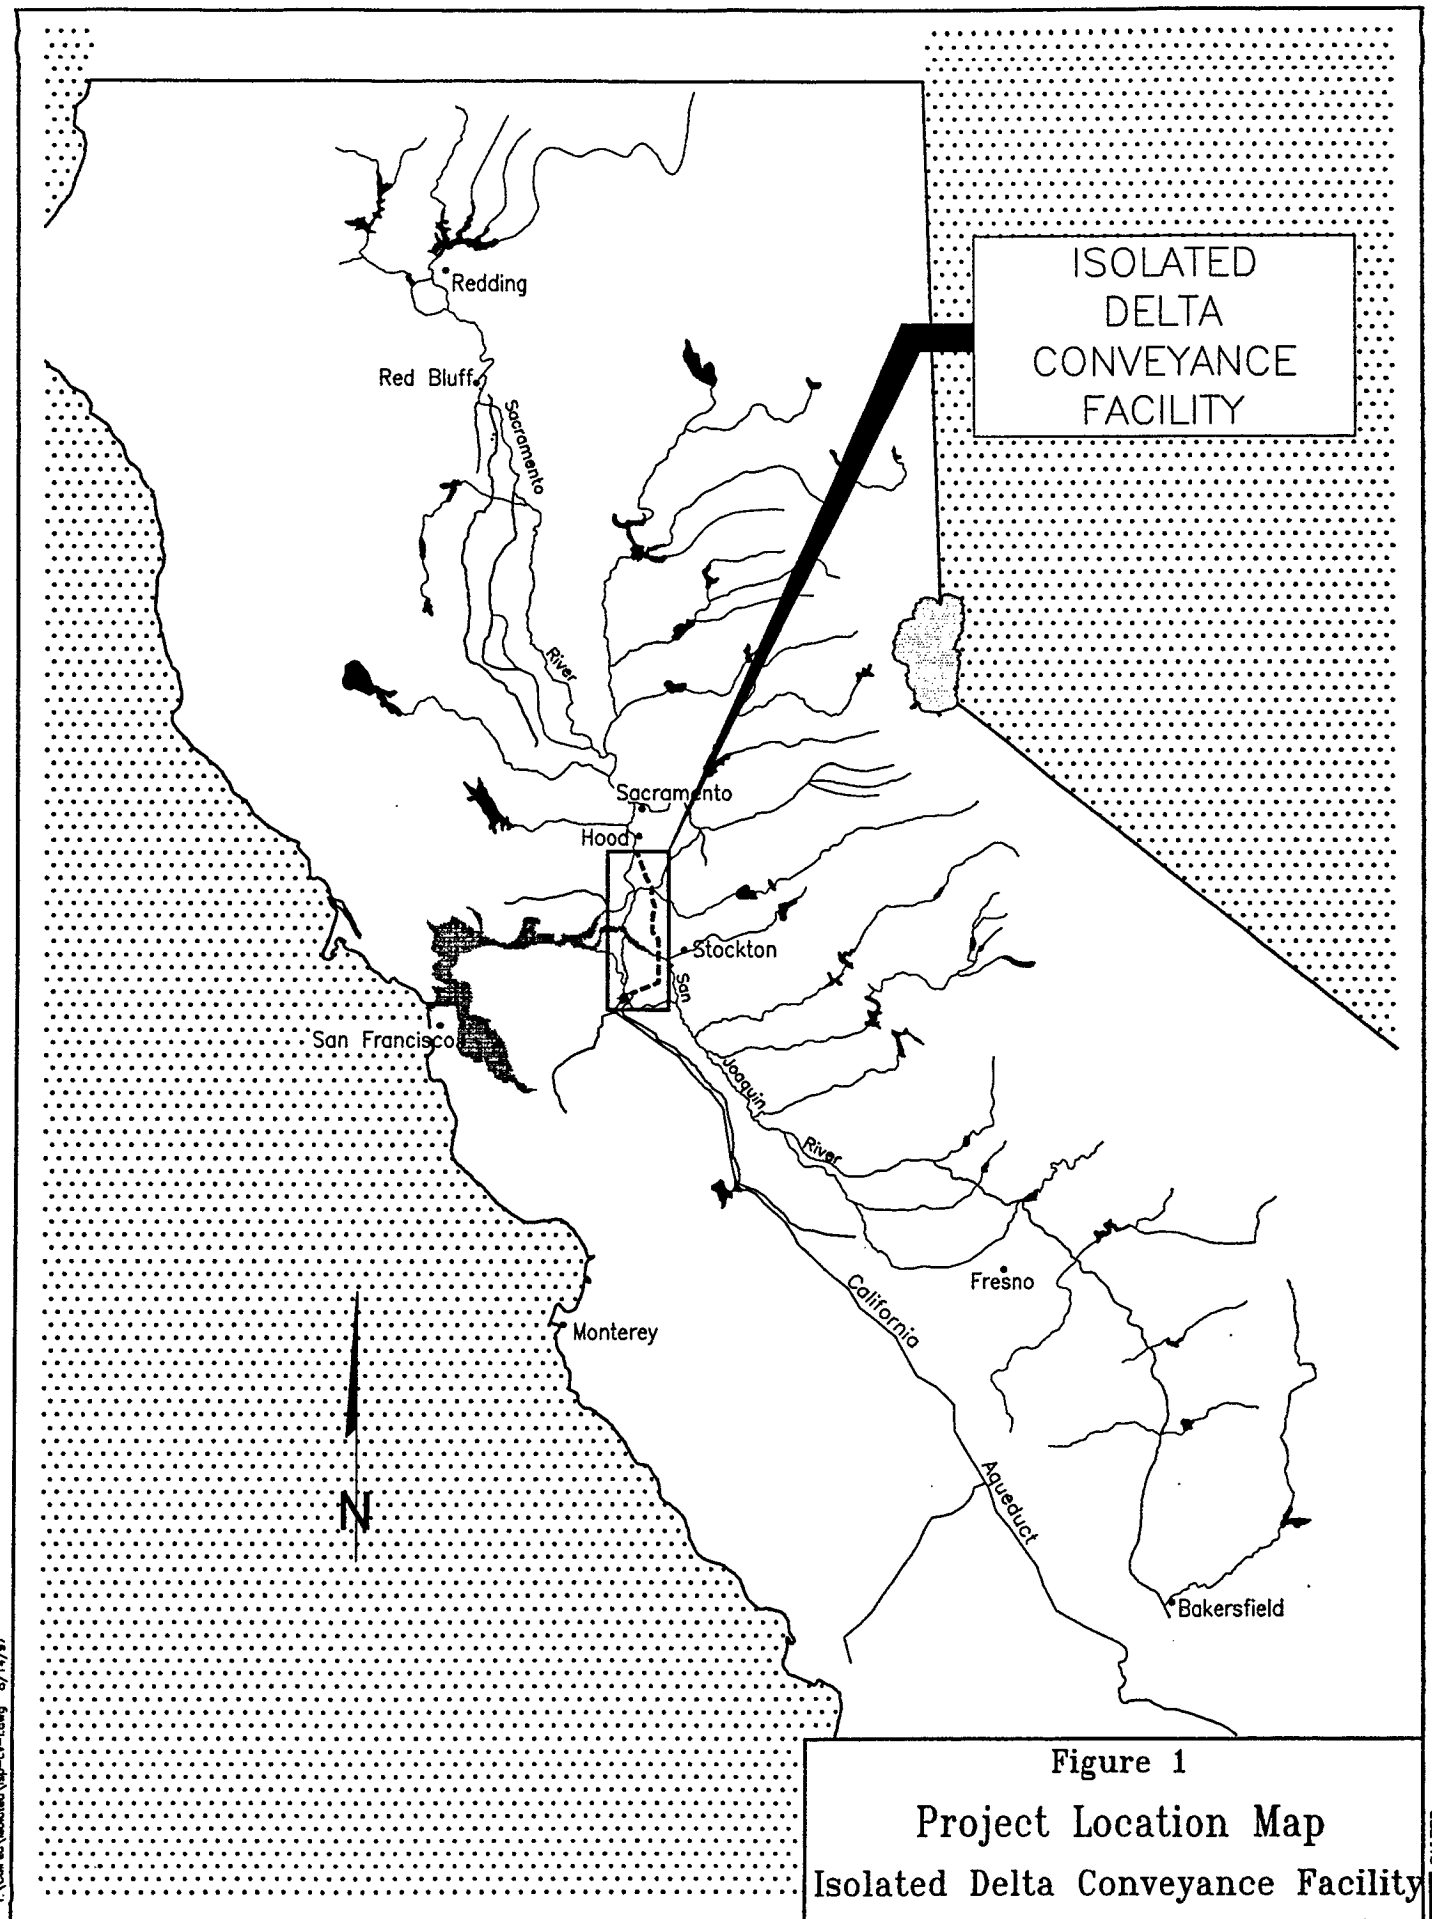 ISOLATED
DELTA
CONVEYANCE
FACILITY
Redding
Red Bluff
Sacramento
River
Sacramento
Hood
Stockton
San
San Francisco
Joaquin
River
Fresno
California
Monterey
Aqueduct
N
Bakersfield
Figure 1
Project Location Map
Isolated Delta Conveyance Facility